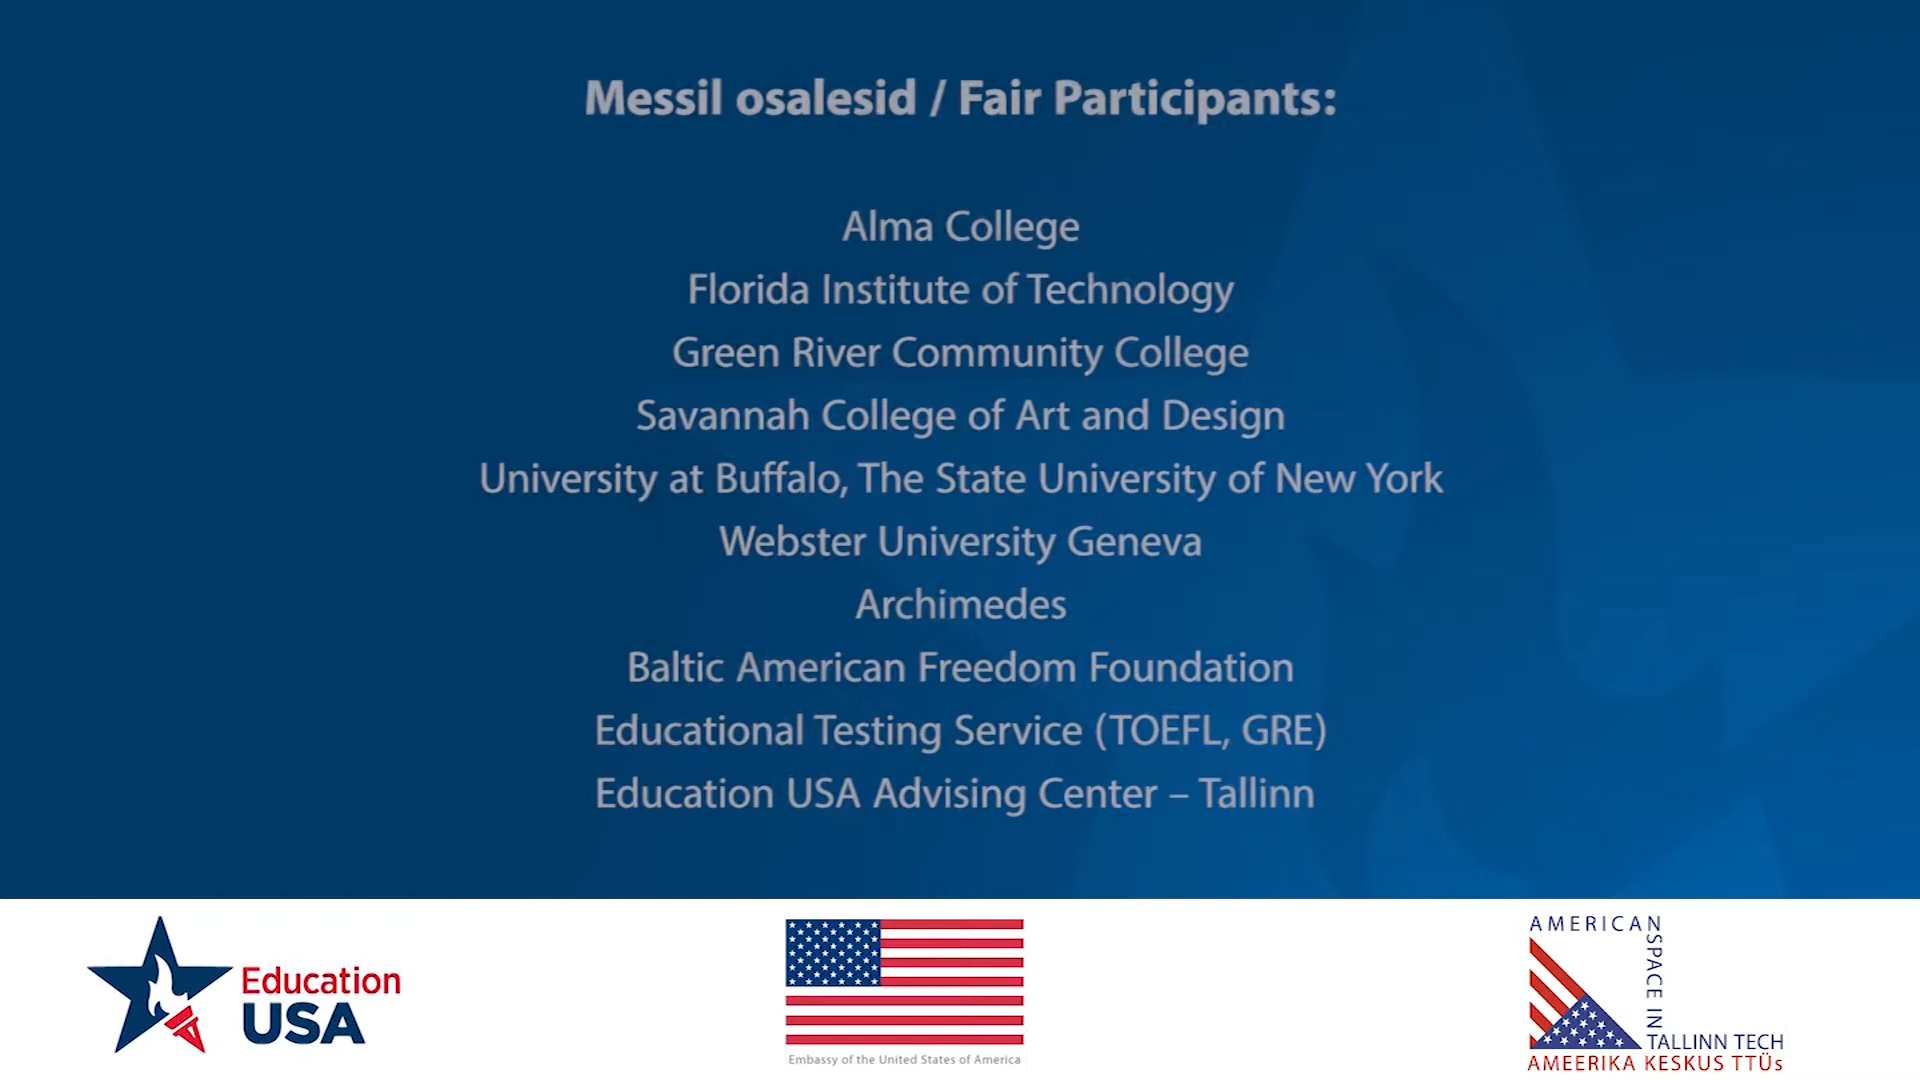 Messil osalesid / Fair Participants:
Alma College
Florida Institute of Technology
Green River Community College
Savannah College of Art and Design
University at Buffalo, The State University of New York
Webster University Geneva
Archimedes
Baltic American Freedom Foundation
Educational Testing Service (TOEFL, GRE)
Education USA Advising Center – Tallinn
Education
USA
Embassy of the United States of America
AMERICAN
SPACE IN
TALLINN TECH
AMEERIKA KESKUS TTÜs